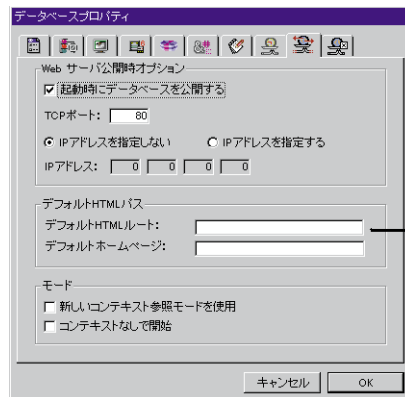 データベースプロパティ
Web サーバ公開時オプション
起動時にデータベースを公開する
TCPポート: 80
IPアドレスを指定しない IPアドレスを指定する
IPアドレス: 0 0 0 0
デフォルトHTMLパス
デフォルトHTMLルート:
デフォルトホームページ:
モード
新しいコンテキスト参照モードを使用
コンテキストなしで開始
キャンセル OK